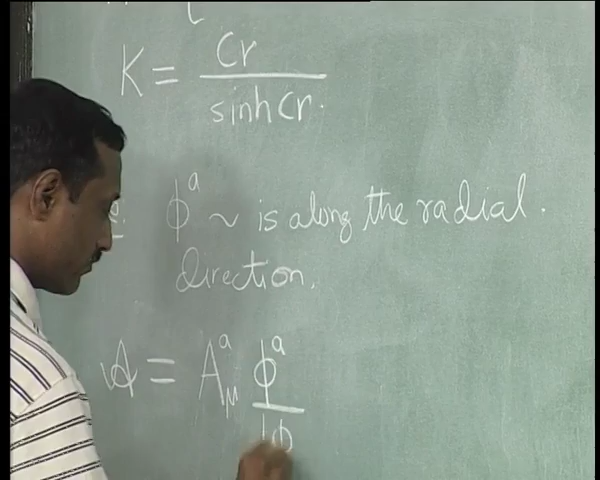 K = Cr / sinh Cr.
ϕ^a ~ is along the radial.
direction.
A = A_μ^a ϕ^a / |ϕ